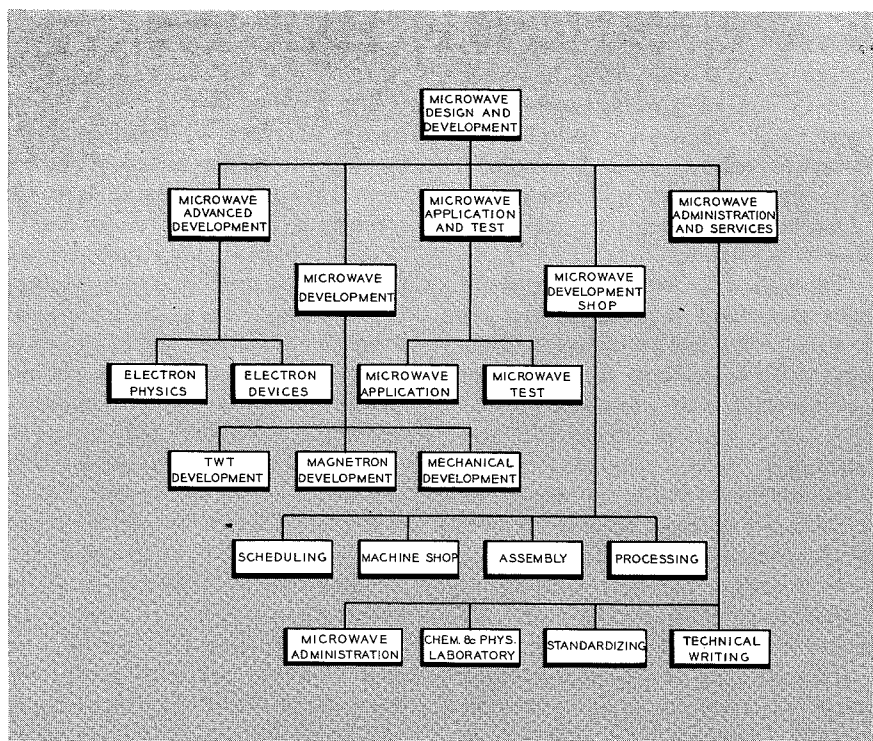 MICROWAVE
DESIGN AND
DEVELOPMENT
MICROWAVE
ADVANCED
DEVELOPMENT
MICROWAVE
APPLICATION
AND TEST
MICROWAVE
ADMINISTRATION
AND SERVICES
MICROWAVE
DEVELOPMENT
MICROWAVE
DEVELOPMENT
SHOP
ELECTRON
PHYSICS
ELECTRON
DEVICES
MICROWAVE
APPLICATION
MICROWAVE
TEST
TWT
DEVELOPMENT
MAGNETRON
DEVELOPMENT
MECHANICAL
DEVELOPMENT
SCHEDULING
MACHINE SHOP
ASSEMBLY
PROCESSING
MICROWAVE
ADMINISTRATION
CHEM. & PHYS.
LABORATORY
STANDARDIZING
TECHNICAL
WRITING